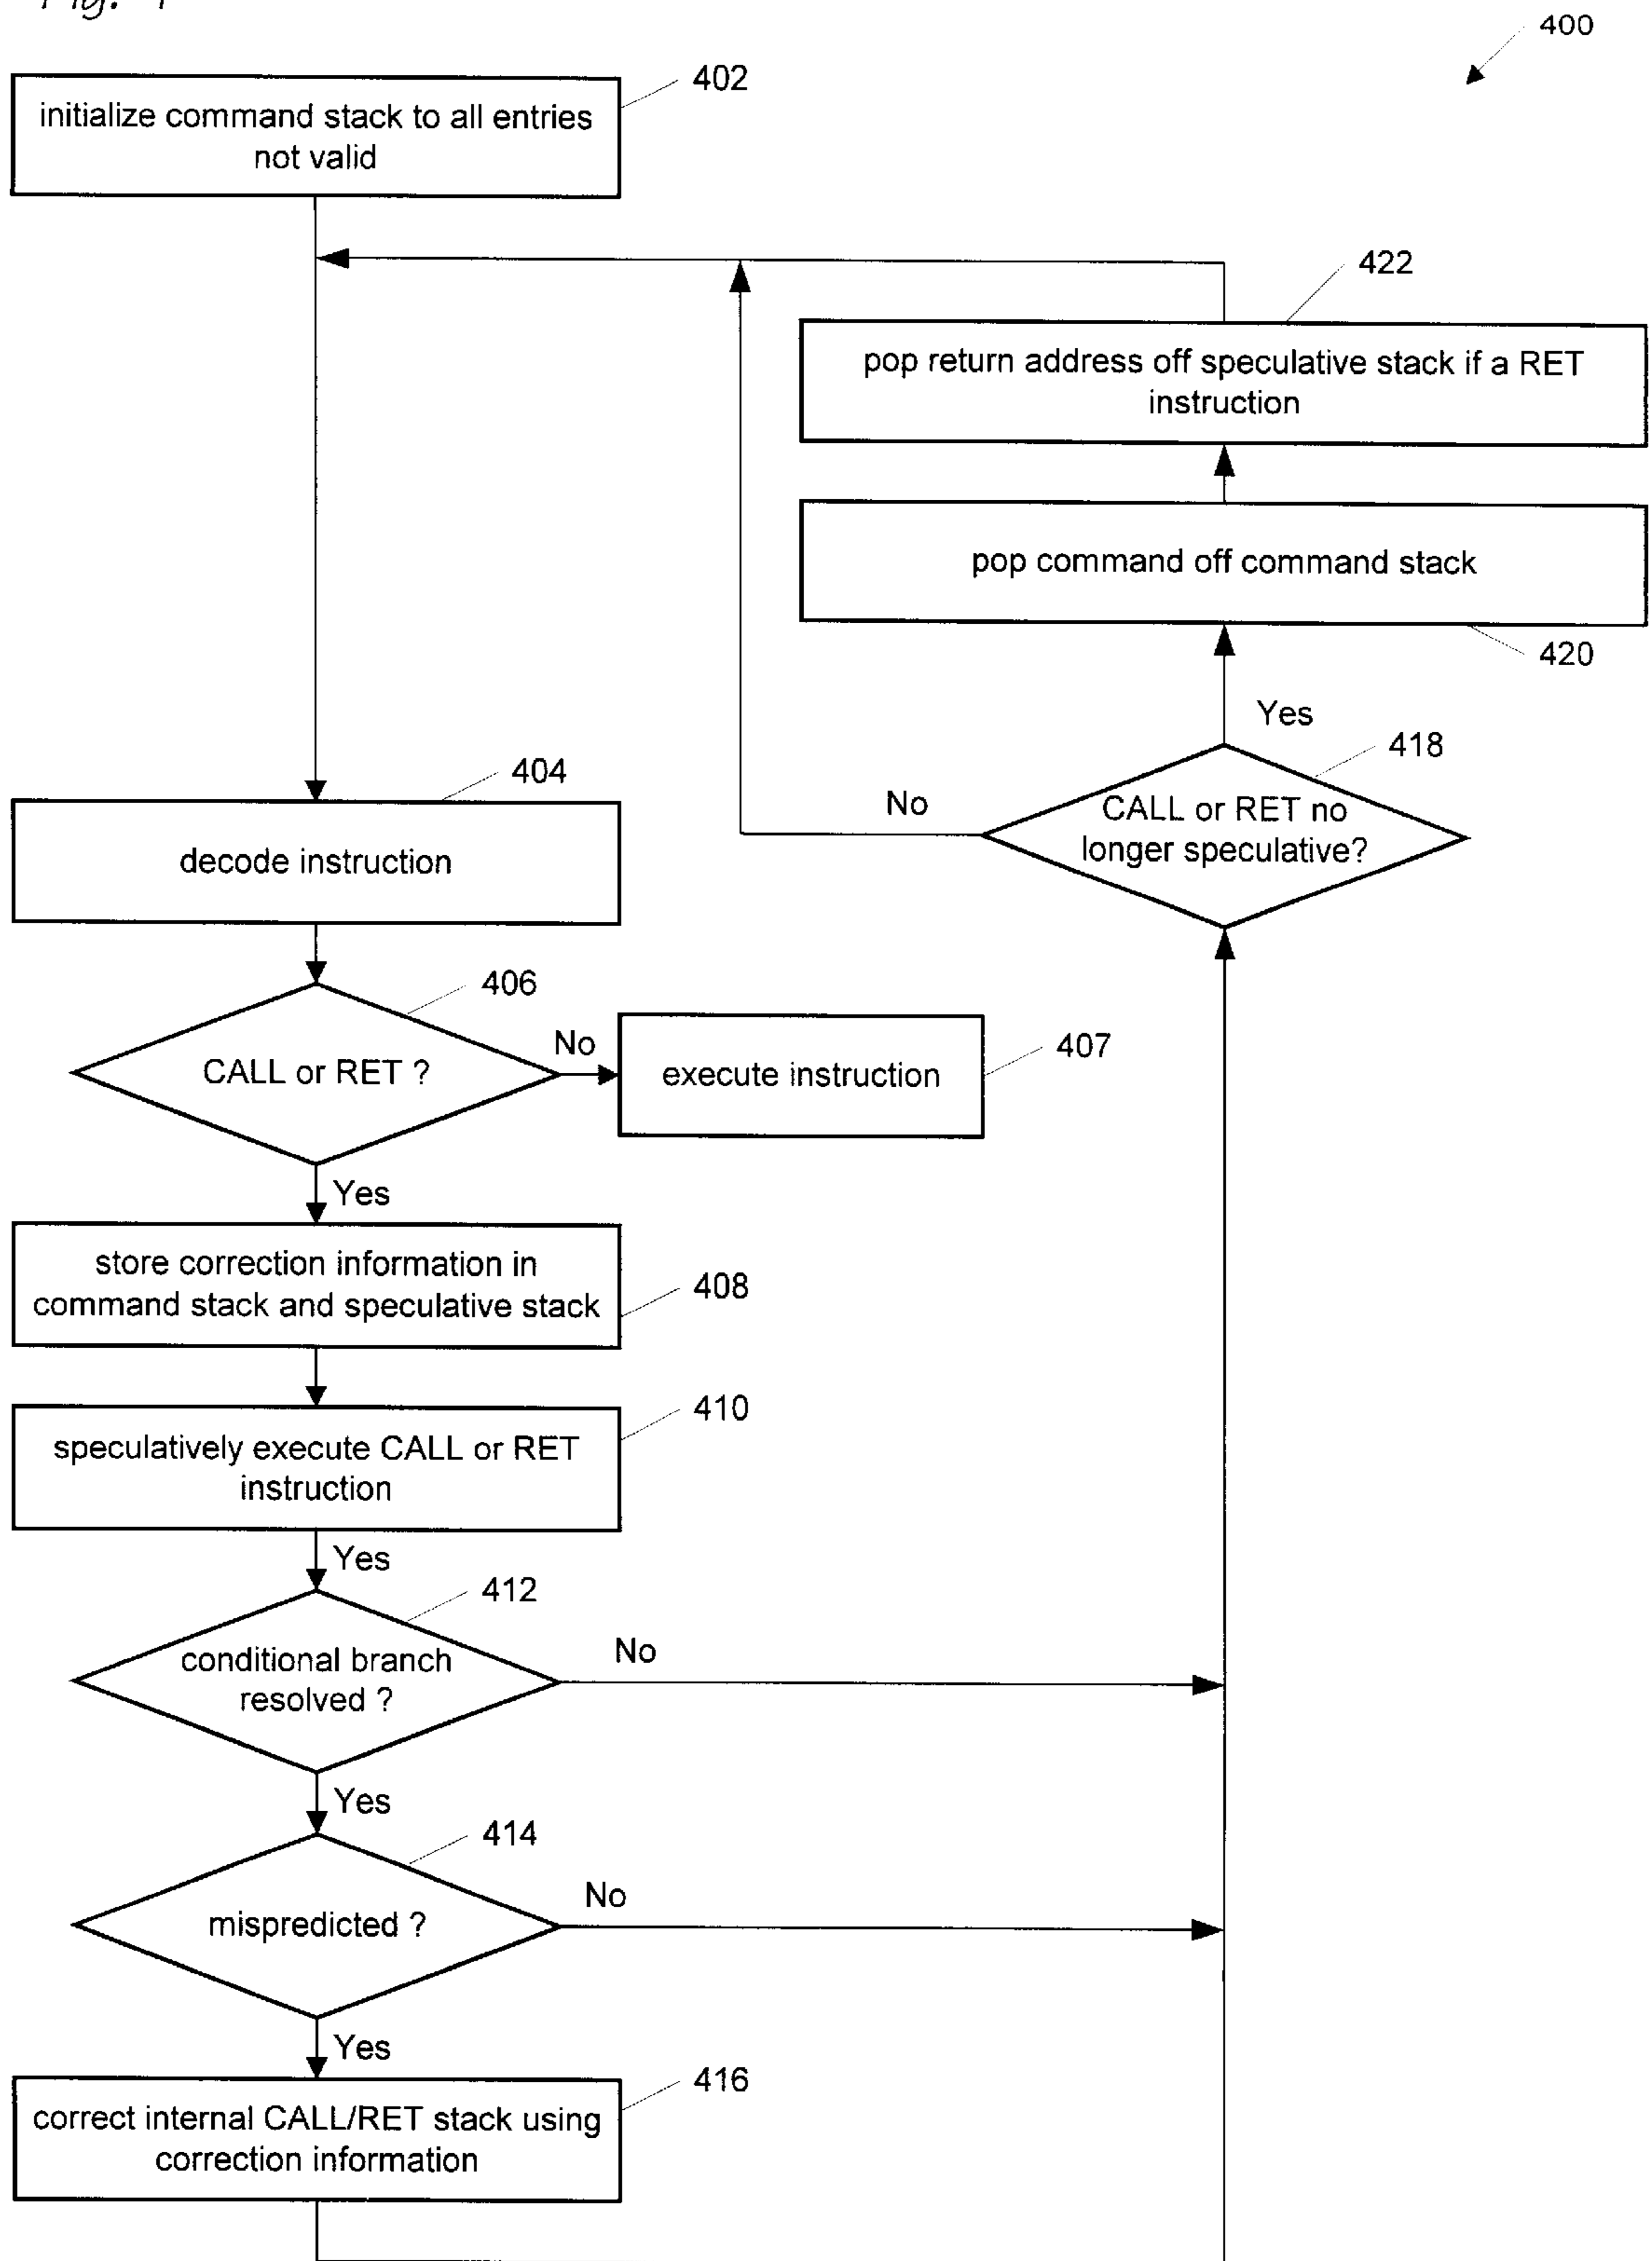 Fig. 4
400
402
initialize command stack to all entries
not valid
422
pop return address off speculative stack if a RET
instruction
pop command off command stack
420
Yes
418
No
CALL or RET no
longer speculative?
404
decode instruction
406
CALL or RET ?
No
execute instruction
407
Yes
store correction information in
command stack and speculative stack
408
410
speculatively execute CALL or RET
instruction
Yes
412
conditional branch
resolved ?
No
Yes
414
mispredicted ?
No
Yes
416
correct internal CALL/RET stack using
correction information